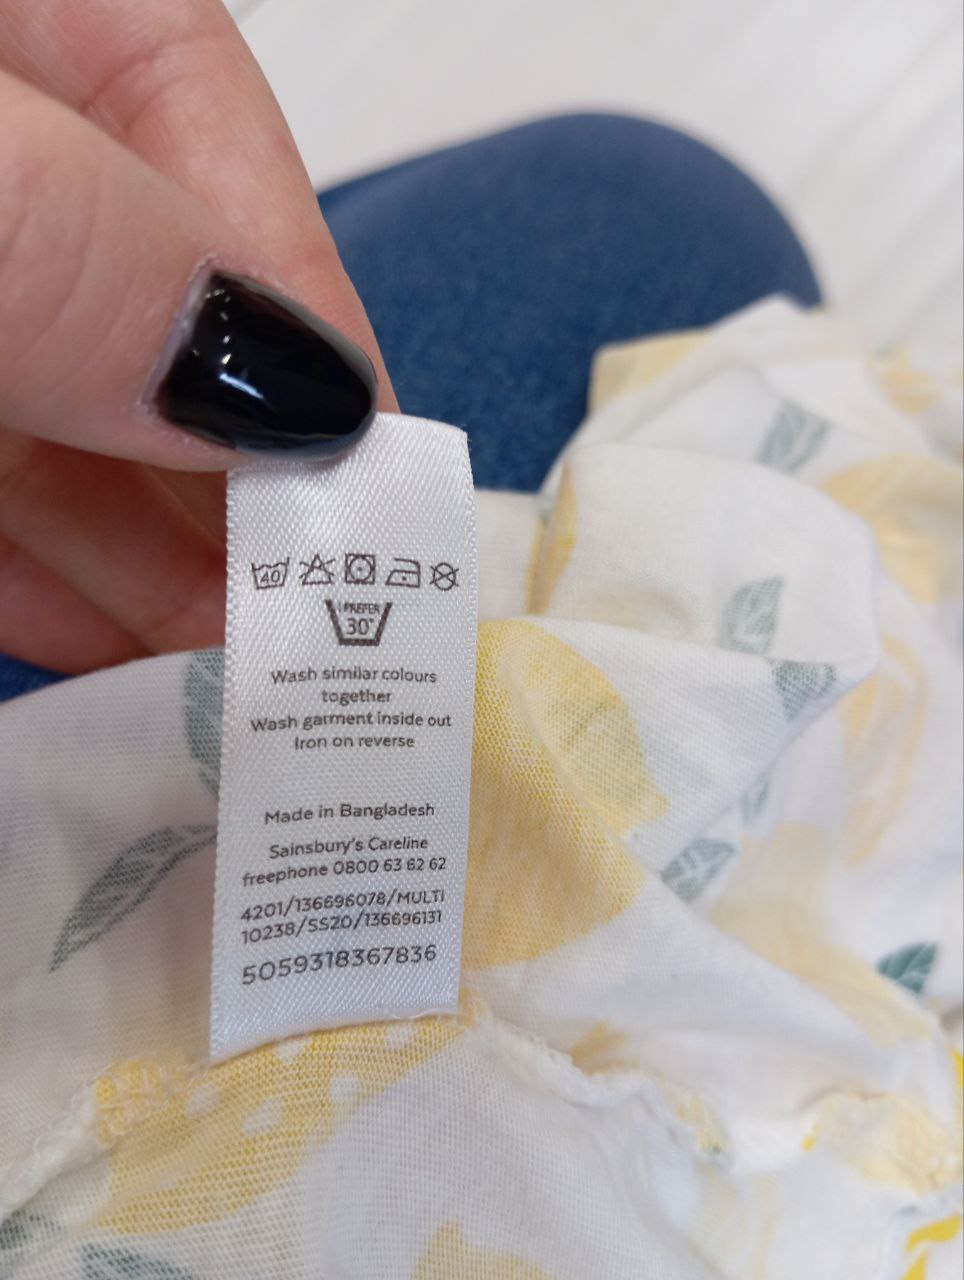 40
I PREFER
30°
Wash similar colours
together
Wash garment inside out
Iron on reverse
Made in Bangladesh
Sainsbury's Careline
freephone 0800 63 62 62
4201/136696078/MULTI
10238/SS20/136696131
5059318367836